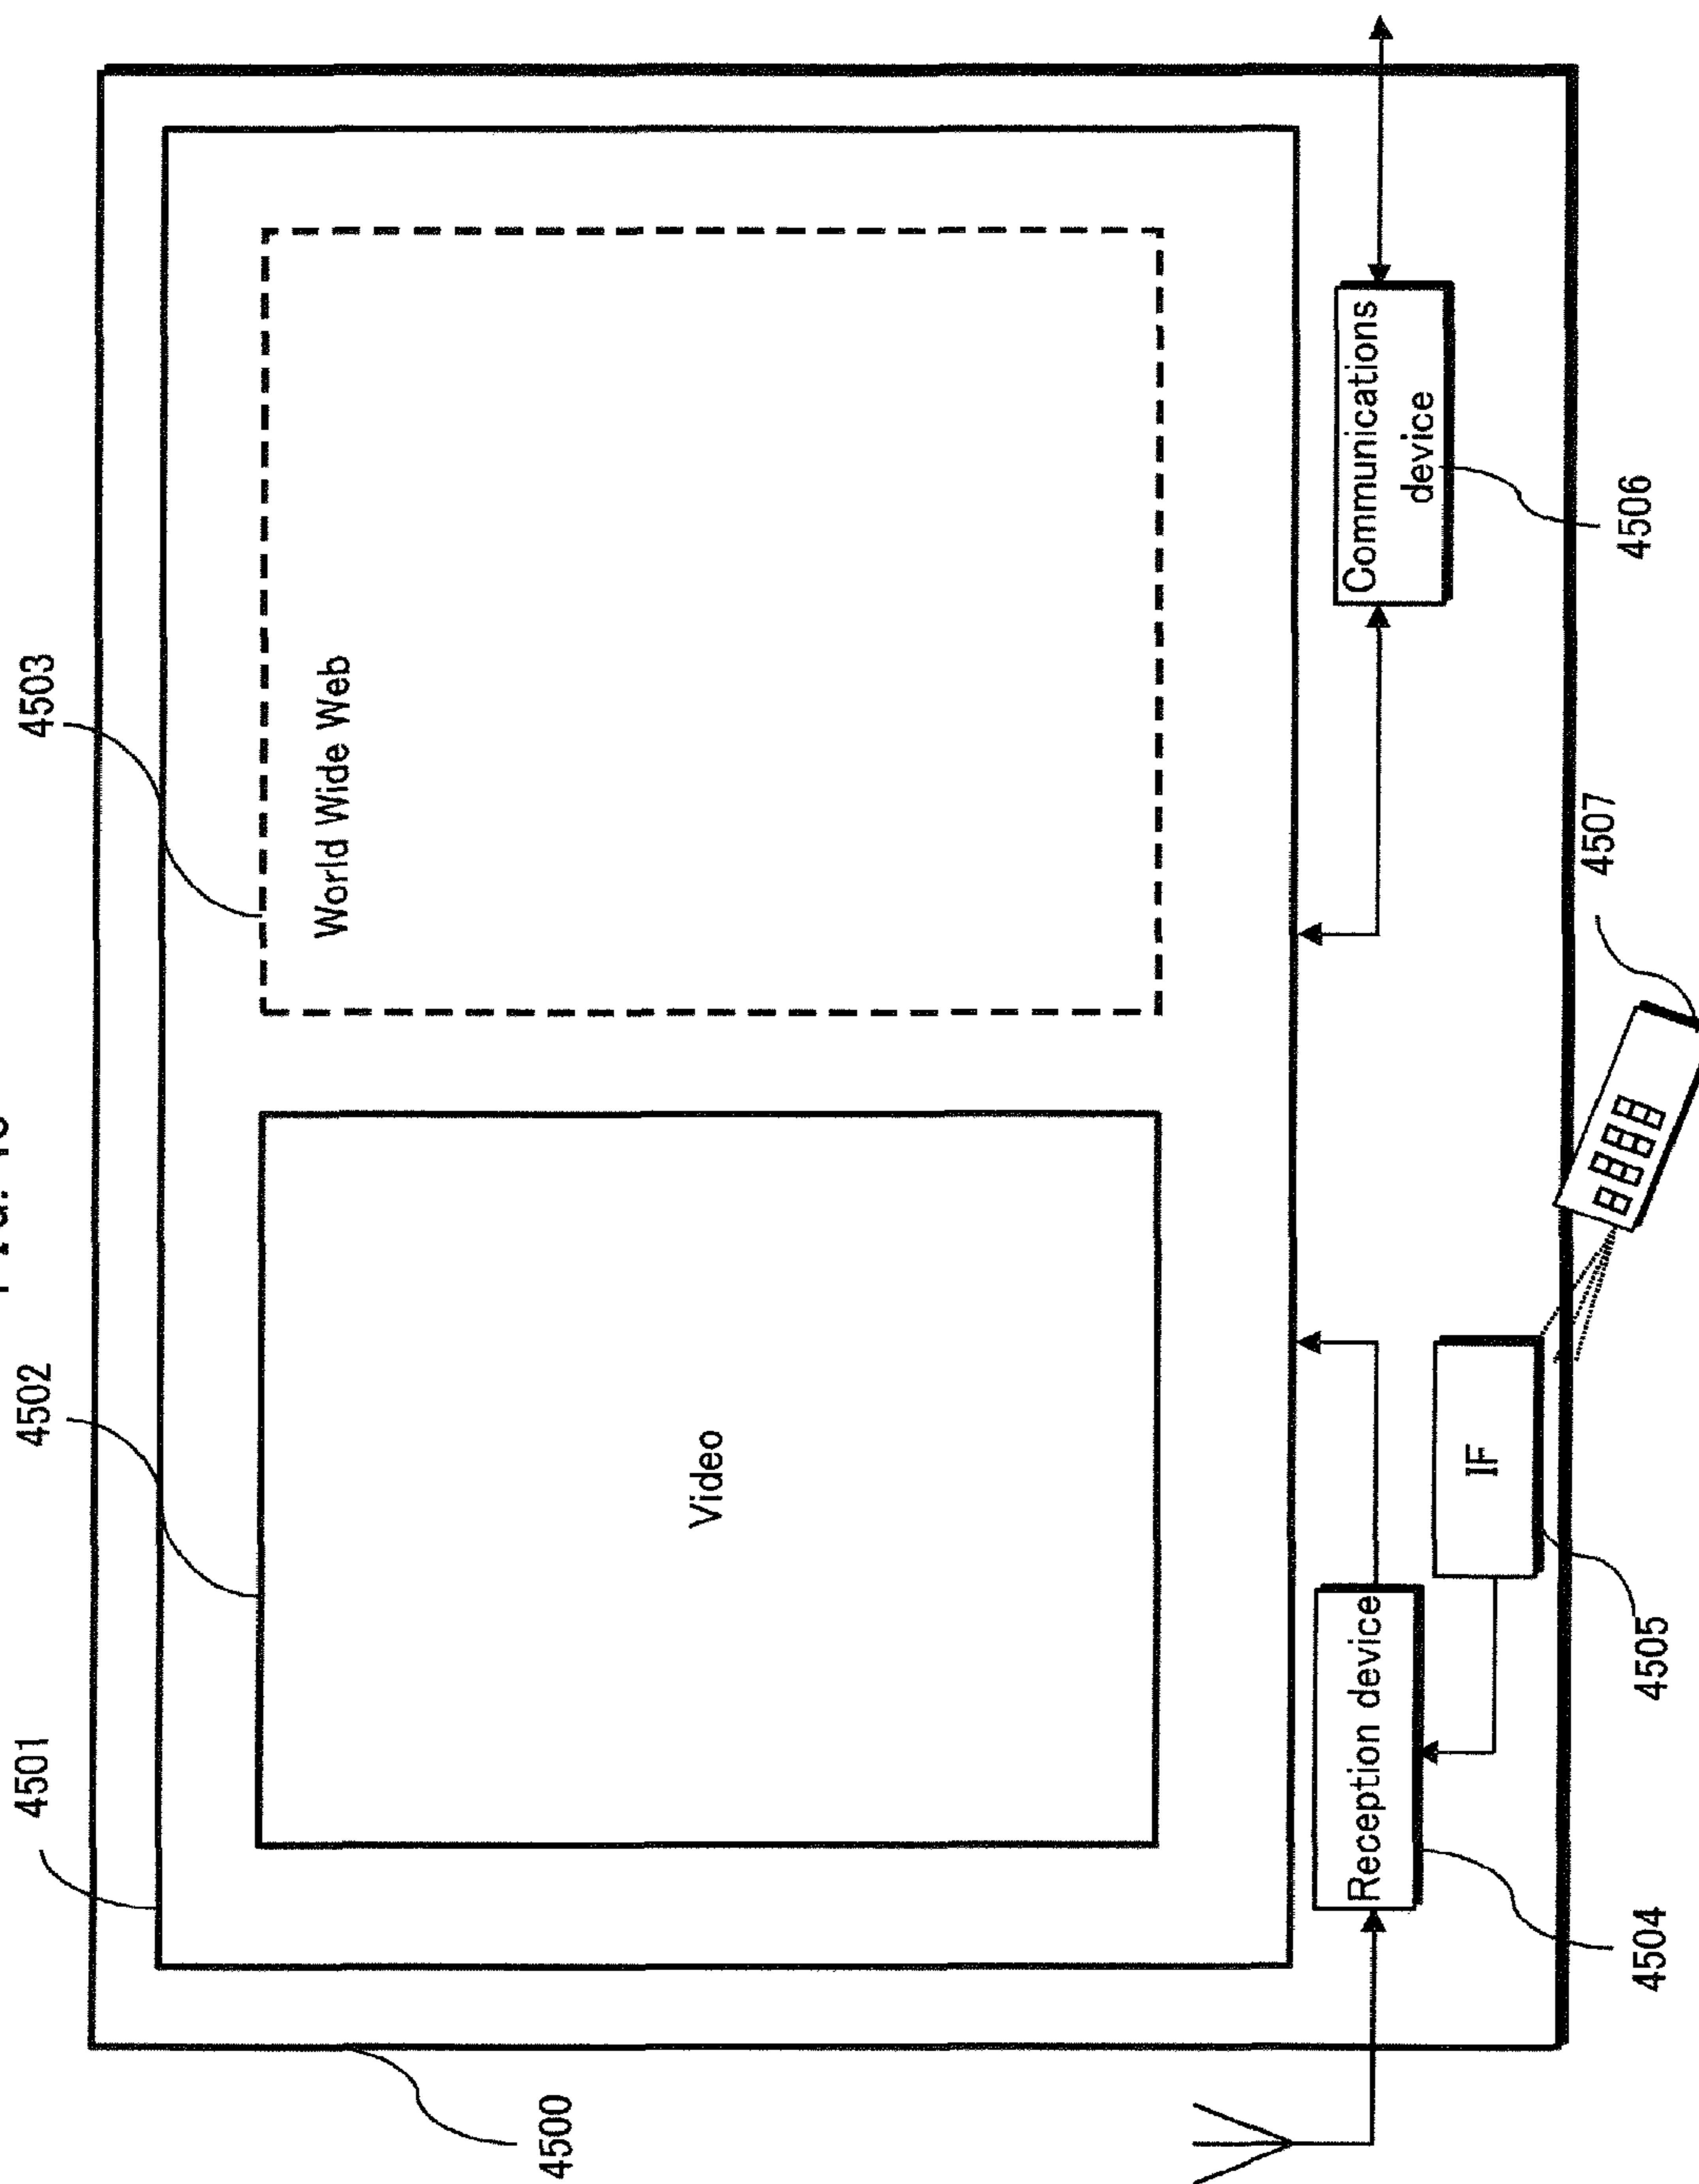 4501
4502
4503
World Wide Web
Video
4500
Reception device
Communications
device
IF
4507
4504
4505
4506